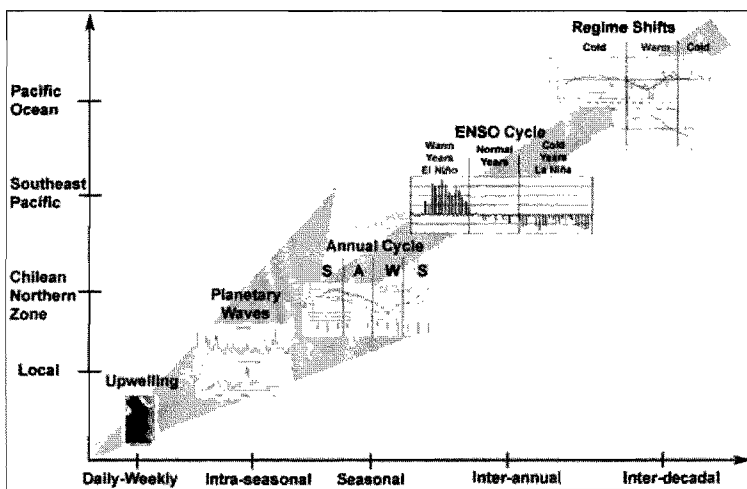 Regime Shifts
Cold Warm Cold
Pacific
Ocean
ENSO Cycle
Warm
Years
El Niño
Normal
Years
Cold
Years
La Niña
Southeast
Pacific
Annual Cycle
S A W S
Chilean
Northern
Zone
Planetary
Waves
Local
Upwelling
Daily-Weekly Intra-seasonal Seasonal Inter-annual Inter-decadal